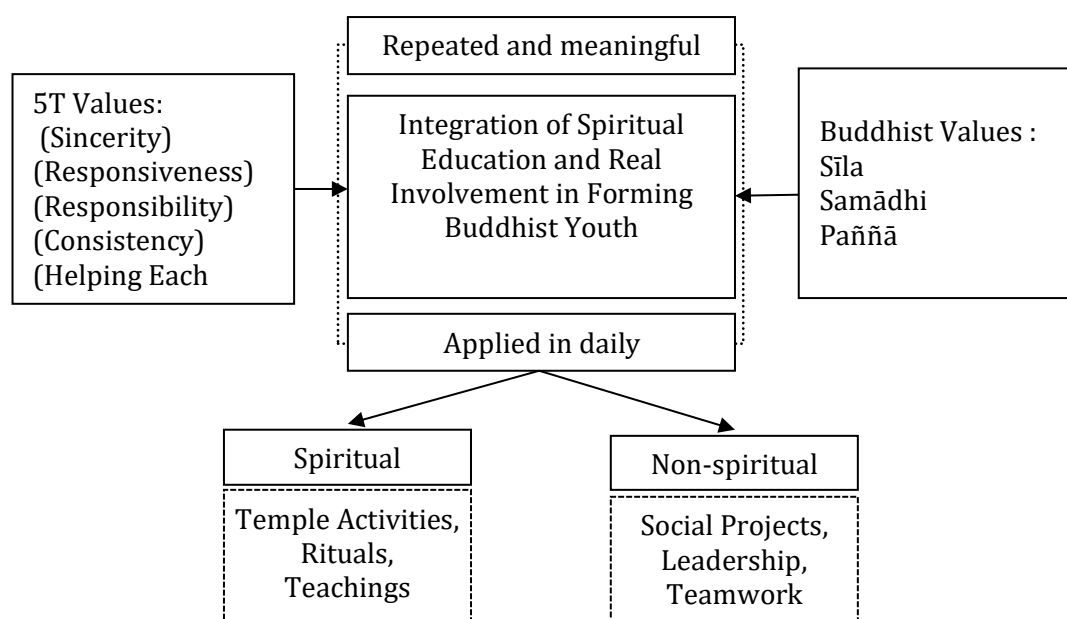 Repeated and meaningful
5T Values:
(Sincerity)
(Responsiveness)
(Responsibility)
(Consistency)
(Helping Each
Integration of Spiritual
Education and Real
Involvement in Forming
Buddhist Youth
Buddhist Values :
Sīla
Samādhi
Paññā
Applied in daily
Spiritual
Temple Activities,
Rituals,
Teachings
Non-spiritual
Social Projects,
Leadership,
Teamwork